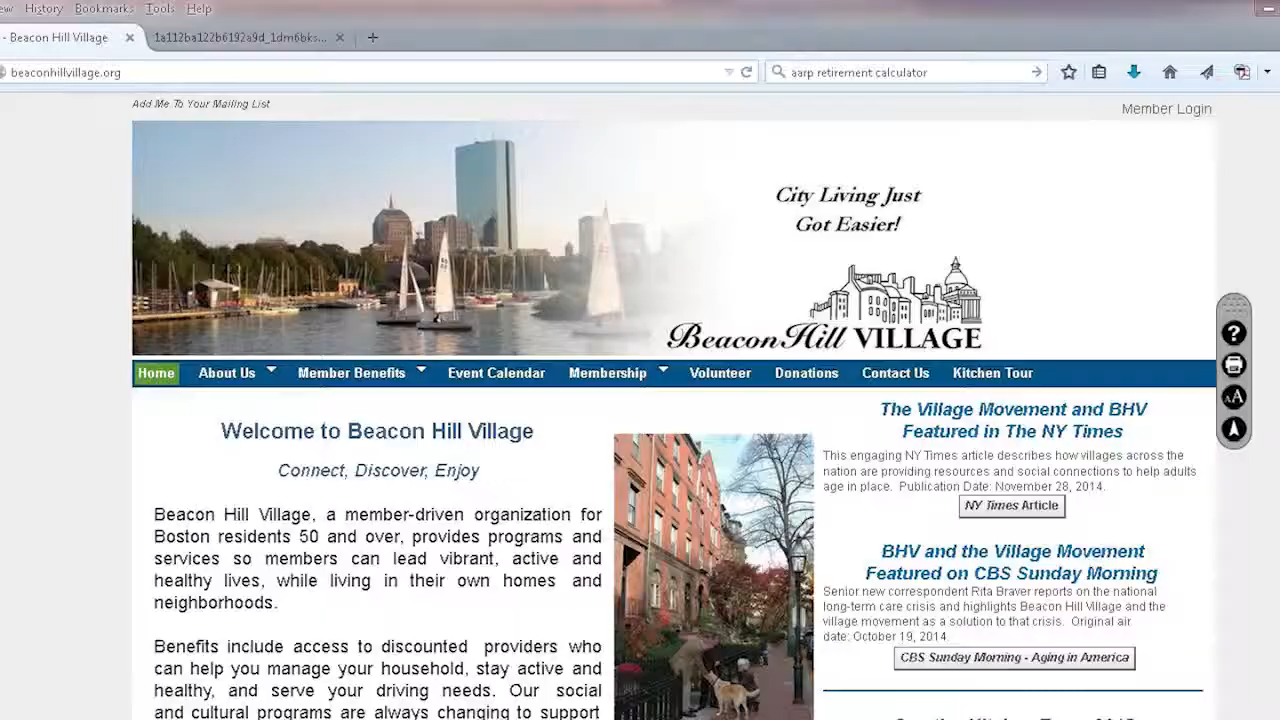 History Bookmarks Tools Help
- Beacon Hill Village
beaconhillvillage.org
aarp retirement calculator
Add Me To Your Mailing List
Member Login
City Living Just
Got Easier!
Beacon Hill VILLAGE
Home About Us Member Benefits Event Calendar Membership Volunteer Donations Contact Us Kitchen Tour
Welcome to Beacon Hill Village
Connect, Discover, Enjoy
Beacon Hill Village, a member-driven organization for
Boston residents 50 and over, provides programs and
services so members can lead vibrant, active and
healthy lives, while living in their own homes and
neighborhoods.
Benefits include access to discounted providers who
can help you manage your household, stay active and
healthy, and serve your driving needs. Our social
and cultural programs are always changing to support
The Village Movement and BHV
Featured in The NY Times
This engaging NY Times article describes how villages across the
nation are providing resources and social connections to help adults
age in place. Publication Date: November 28, 2014.
NY Times Article
BHV and the Village Movement
Featured on CBS Sunday Morning
Senior new correspondent Rita Braver reports on the national
long-term care crisis and highlights Beacon Hill Village and the
village movement as a solution to that crisis. Original air
date: October 19, 2014.
CBS Sunday Morning - Aging in America